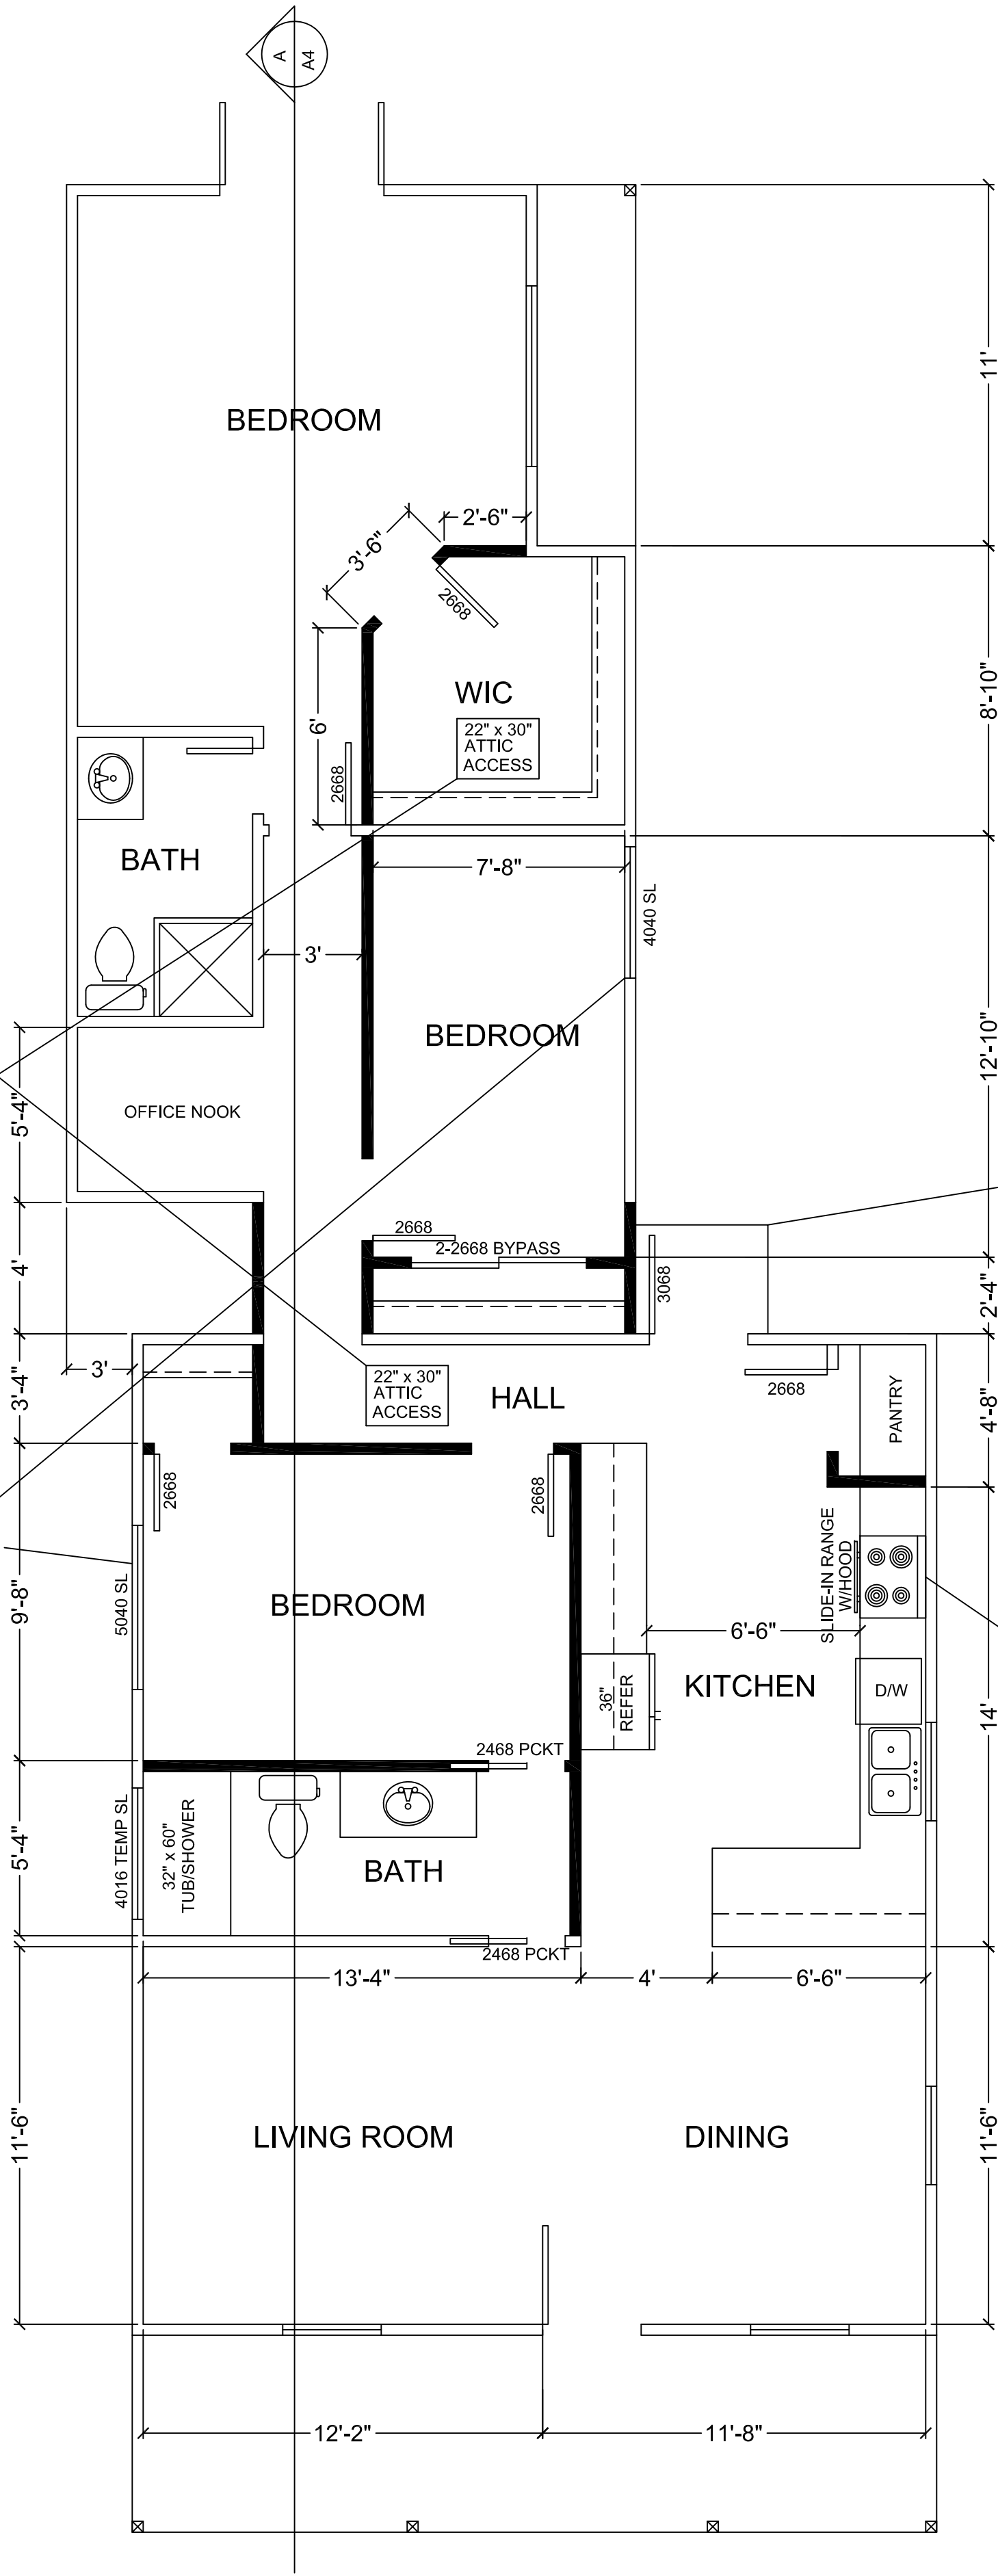 A
A4
11'
BEDROOM
2'-6"
3'-6"
2668
6'
WIC
8'-10"
22" x 30"
ATTIC
ACCESS
2668
BATH
7'-8"
4040 SL
3'
BEDROOM
12'-10"
5'-4"
OFFICE NOOK
2668
2-2668 BYPASS
4'
3068
2'-4"
3'
3'-4"
22" x 30"
ATTIC
ACCESS
HALL
2668
PANTRY
4'-8"
2668
2668
SLIDE-IN RANGE
W/HOOD
5040 SL
9'-8"
BEDROOM
6'-6"
36"
REFER
KITCHEN
D/W
14'
2468 PCKT
4016 TEMP SL
5'-4"
32" x 60"
TUB/SHOWER
BATH
2468 PCKT
13'-4"
4'
6'-6"
11'-6"
LIVING ROOM
DINING
11'-6"
12'-2"
11'-8"